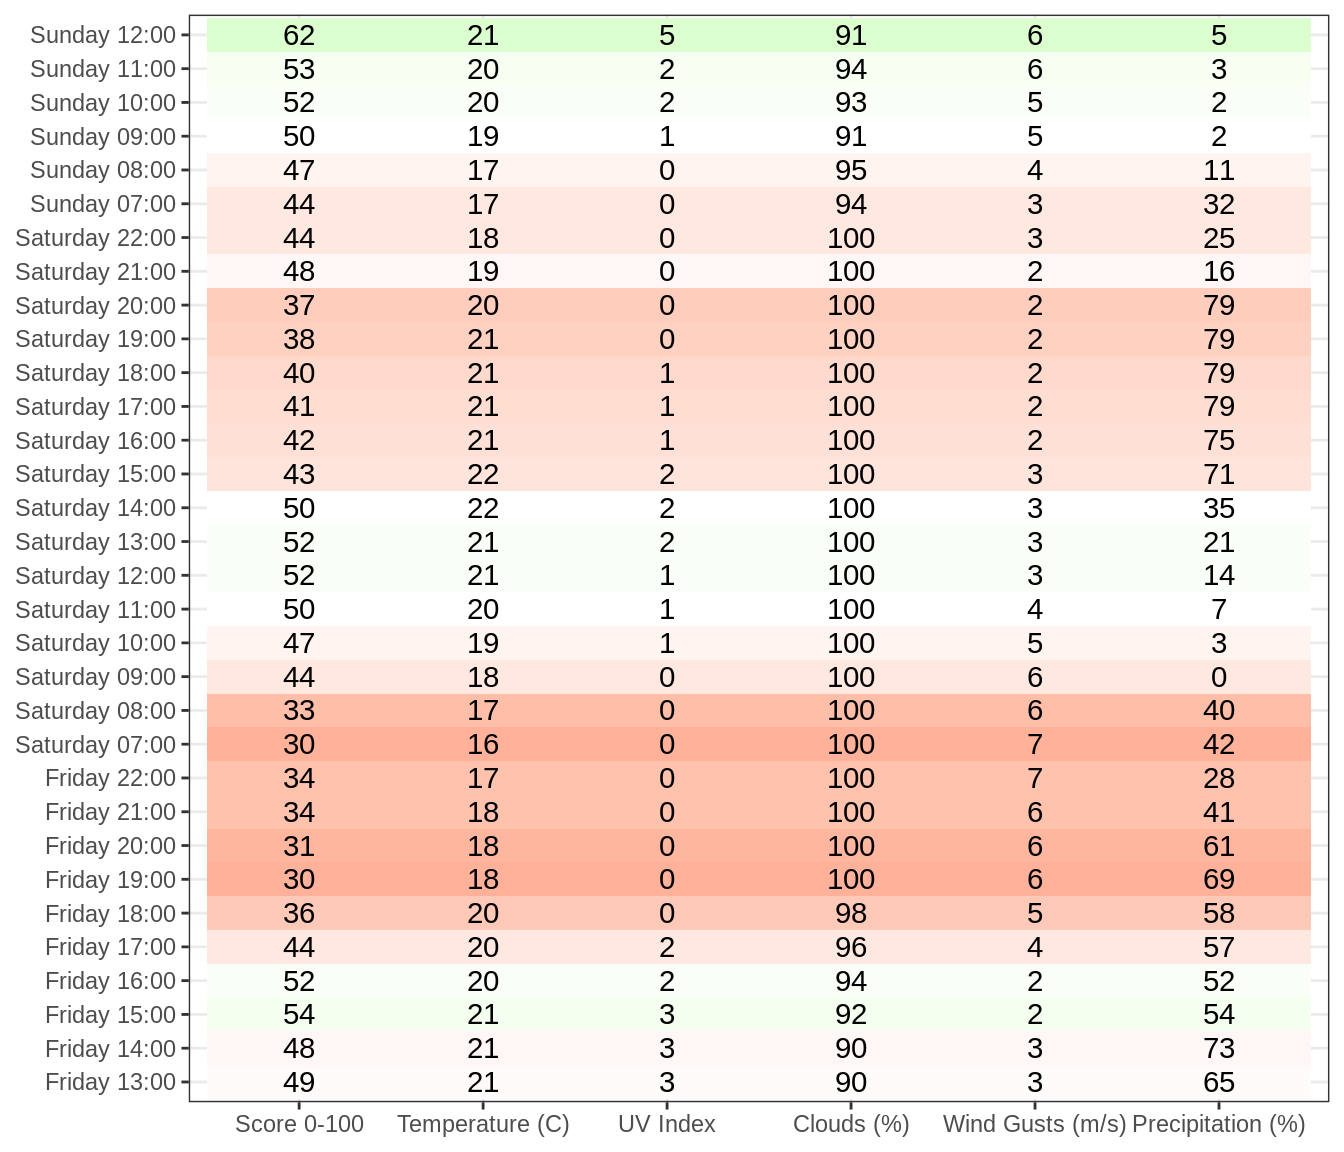 Sunday 12:00 62 21 5 91 6 5
Sunday 11:00 53 20 2 94 6 3
Sunday 10:00 52 20 2 93 5 2
Sunday 09:00 50 19 1 91 5 2
Sunday 08:00 47 17 0 95 4 11
Sunday 07:00 44 17 0 94 3 32
Saturday 22:00 44 18 0 100 3 25
Saturday 21:00 48 19 0 100 2 16
Saturday 20:00 37 20 0 100 2 79
Saturday 19:00 38 21 0 100 2 79
Saturday 18:00 40 21 1 100 2 79
Saturday 17:00 41 21 1 100 2 79
Saturday 16:00 42 21 1 100 2 75
Saturday 15:00 43 22 2 100 3 71
Saturday 14:00 50 22 2 100 3 35
Saturday 13:00 52 21 2 100 3 21
Saturday 12:00 52 21 1 100 3 14
Saturday 11:00 50 20 1 100 4 7
Saturday 10:00 47 19 1 100 5 3
Saturday 09:00 44 18 0 100 6 0
Saturday 08:00 33 17 0 100 6 40
Saturday 07:00 30 16 0 100 7 42
Friday 22:00 34 17 0 100 7 28
Friday 21:00 34 18 0 100 6 41
Friday 20:00 31 18 0 100 6 61
Friday 19:00 30 18 0 100 6 69
Friday 18:00 36 20 0 98 5 58
Friday 17:00 44 20 2 96 4 57
Friday 16:00 52 20 2 94 2 52
Friday 15:00 54 21 3 92 2 54
Friday 14:00 48 21 3 90 3 73
Friday 13:00 49 21 3 90 3 65
Score 0-100 Temperature (C) UV Index Clouds (%) Wind Gusts (m/s) Precipitation (%)